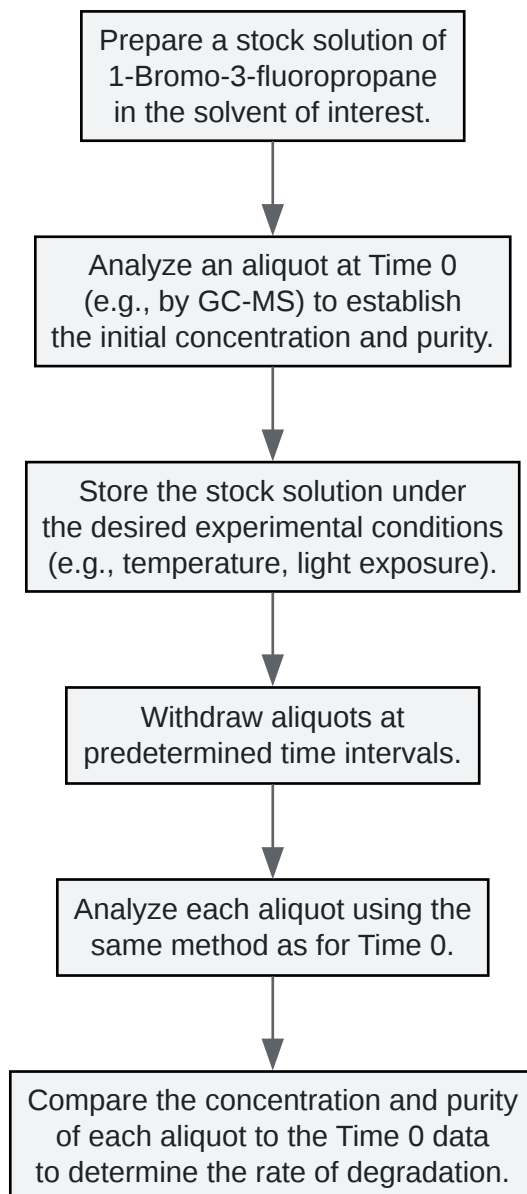 Prepare a stock solution of
1-Bromo-3-fluoropropane
in the solvent of interest.
Analyze an aliquot at Time 0
(e.g., by GC-MS) to establish
the initial concentration and purity.
Store the stock solution under
the desired experimental conditions
(e.g., temperature, light exposure).
Withdraw aliquots at
predetermined time intervals.
Analyze each aliquot using the
same method as for Time 0.
Compare the concentration and purity
of each aliquot to the Time 0 data
to determine the rate of degradation.